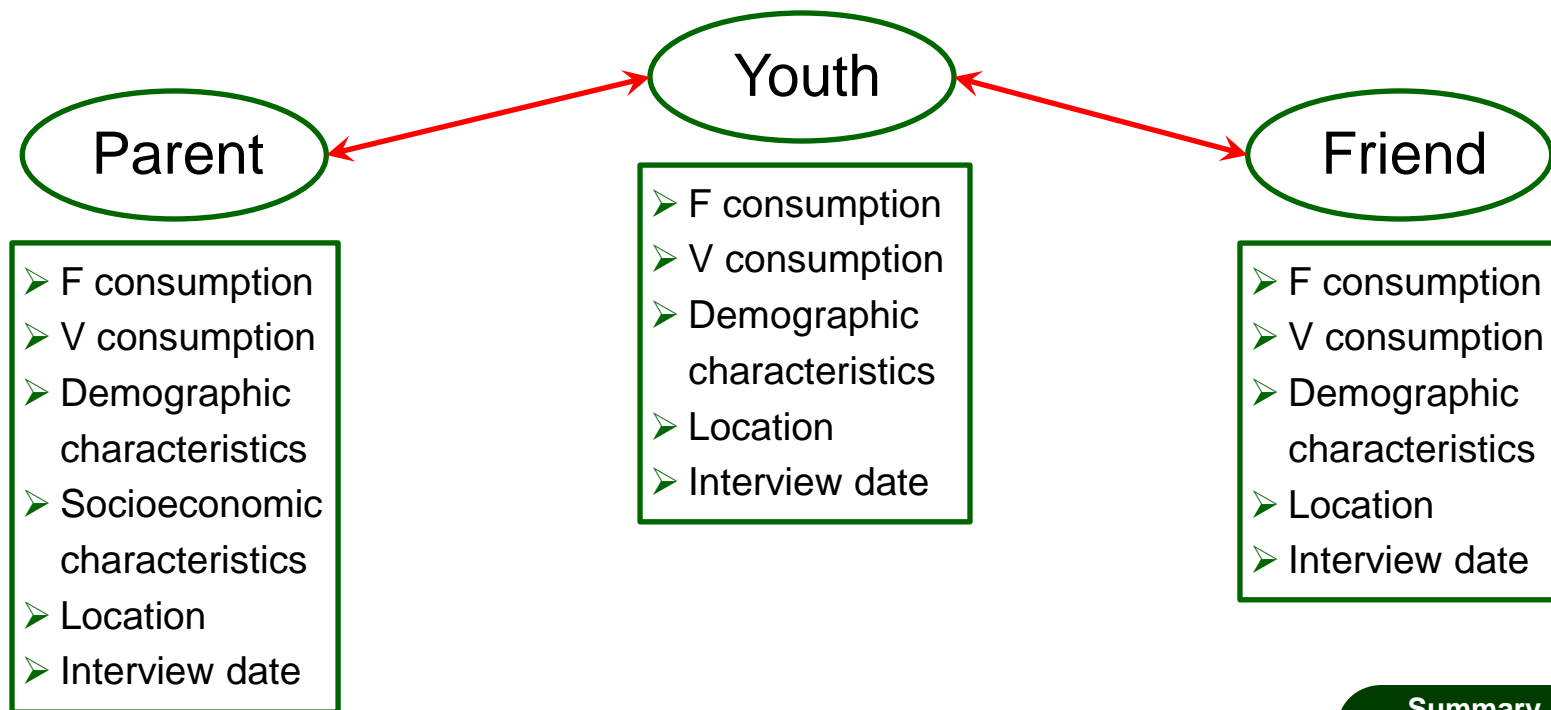 Youth
Parent
Friend
➢ F consumption
➢ V consumption
➢ Demographic
characteristics
➢ Socioeconomic
characteristics
➢ Location
➢ Interview date
➢ F consumption
➢ V consumption
➢ Demographic
characteristics
➢ Location
➢ Interview date
➢ F consumption
➢ V consumption
➢ Demographic
characteristics
➢ Location
➢ Interview date
Summary